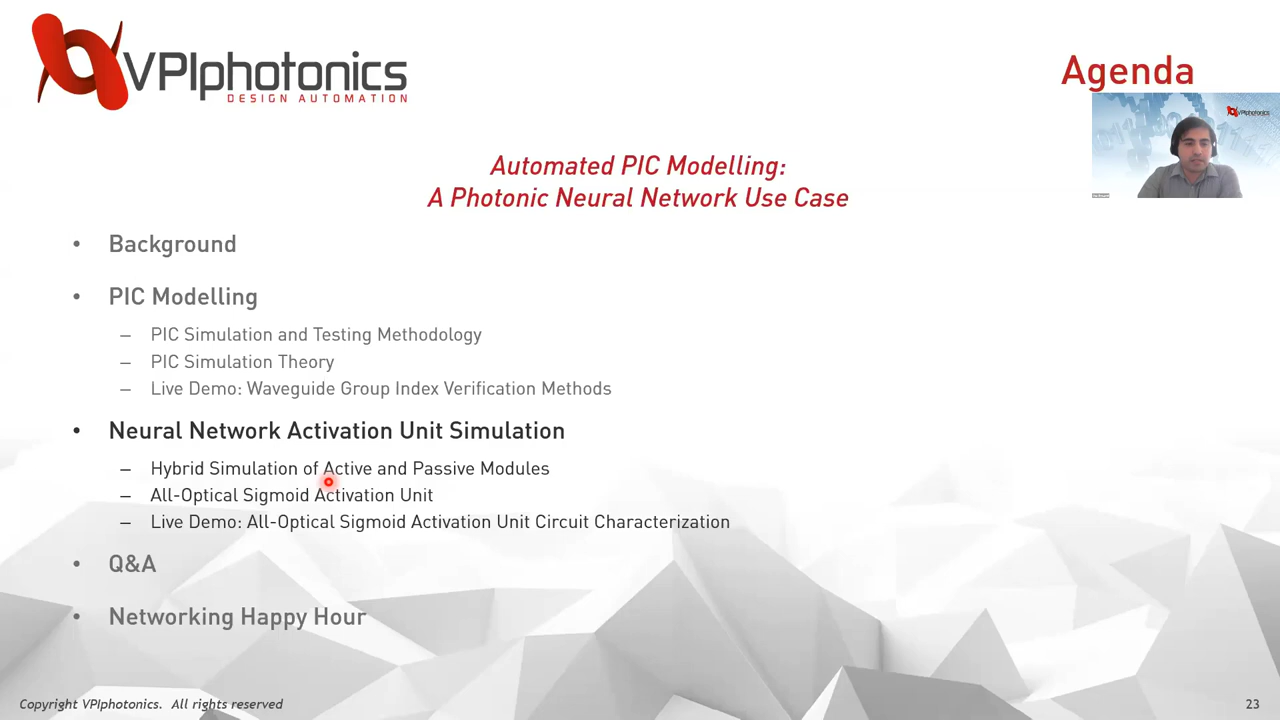 VPIphotonics
DESIGN AUTOMATION
Agenda
VPIphotonics
Automated PIC Modelling:
A Photonic Neural Network Use Case
• Background
• PIC Modelling
– PIC Simulation and Testing Methodology
– PIC Simulation Theory
– Live Demo: Waveguide Group Index Verification Methods
• Neural Network Activation Unit Simulation
– Hybrid Simulation of Active and Passive Modules
– All-Optical Sigmoid Activation Unit
– Live Demo: All-Optical Sigmoid Activation Unit Circuit Characterization
• Q&A
• Networking Happy Hour
Copyright VPIphotonics. All rights reserved
23